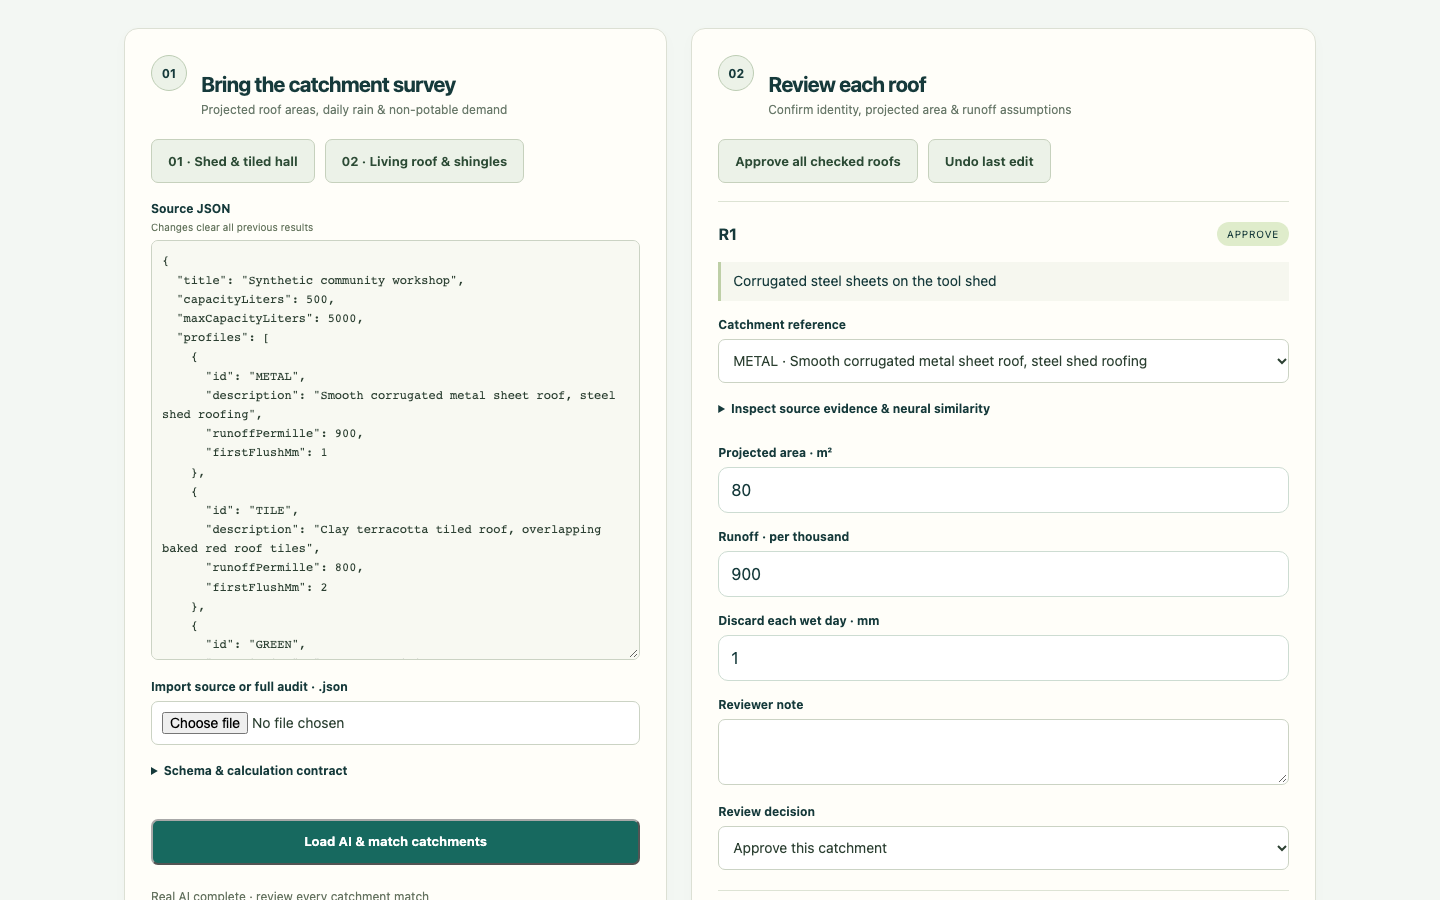 01
Bring the catchment survey
Projected roof areas, daily rain & non-potable demand
01 · Shed & tiled hall
02 · Living roof & shingles
Source JSON
Changes clear all previous results
{
"title": "Synthetic community workshop",
"capacityLiters": 500,
"maxCapacityLiters": 5000,
"profiles": [
{
"id": "METAL",
"description": "Smooth corrugated metal sheet roof, steel
shed roofing",
"runoffPermille": 900,
"firstFlushMm": 1
},
{
"id": "TILE",
"description": "Clay terracotta tiled roof, overlapping
baked red roof tiles",
"runoffPermille": 800,
"firstFlushMm": 2
},
{
"id": "GREEN",
Import source or full audit · .json
Choose file No file chosen
Schema & calculation contract
Load AI & match catchments
Real AI complete · review every catchment match
02
Review each roof
Confirm identity, projected area & runoff assumptions
Approve all checked roofs
Undo last edit
R1
APPROVE
Corrugated steel sheets on the tool shed
Catchment reference
METAL · Smooth corrugated metal sheet roof, steel shed roofing
Inspect source evidence & neural similarity
Projected area · m²
80
Runoff · per thousand
900
Discard each wet day · mm
1
Reviewer note
Review decision
Approve this catchment